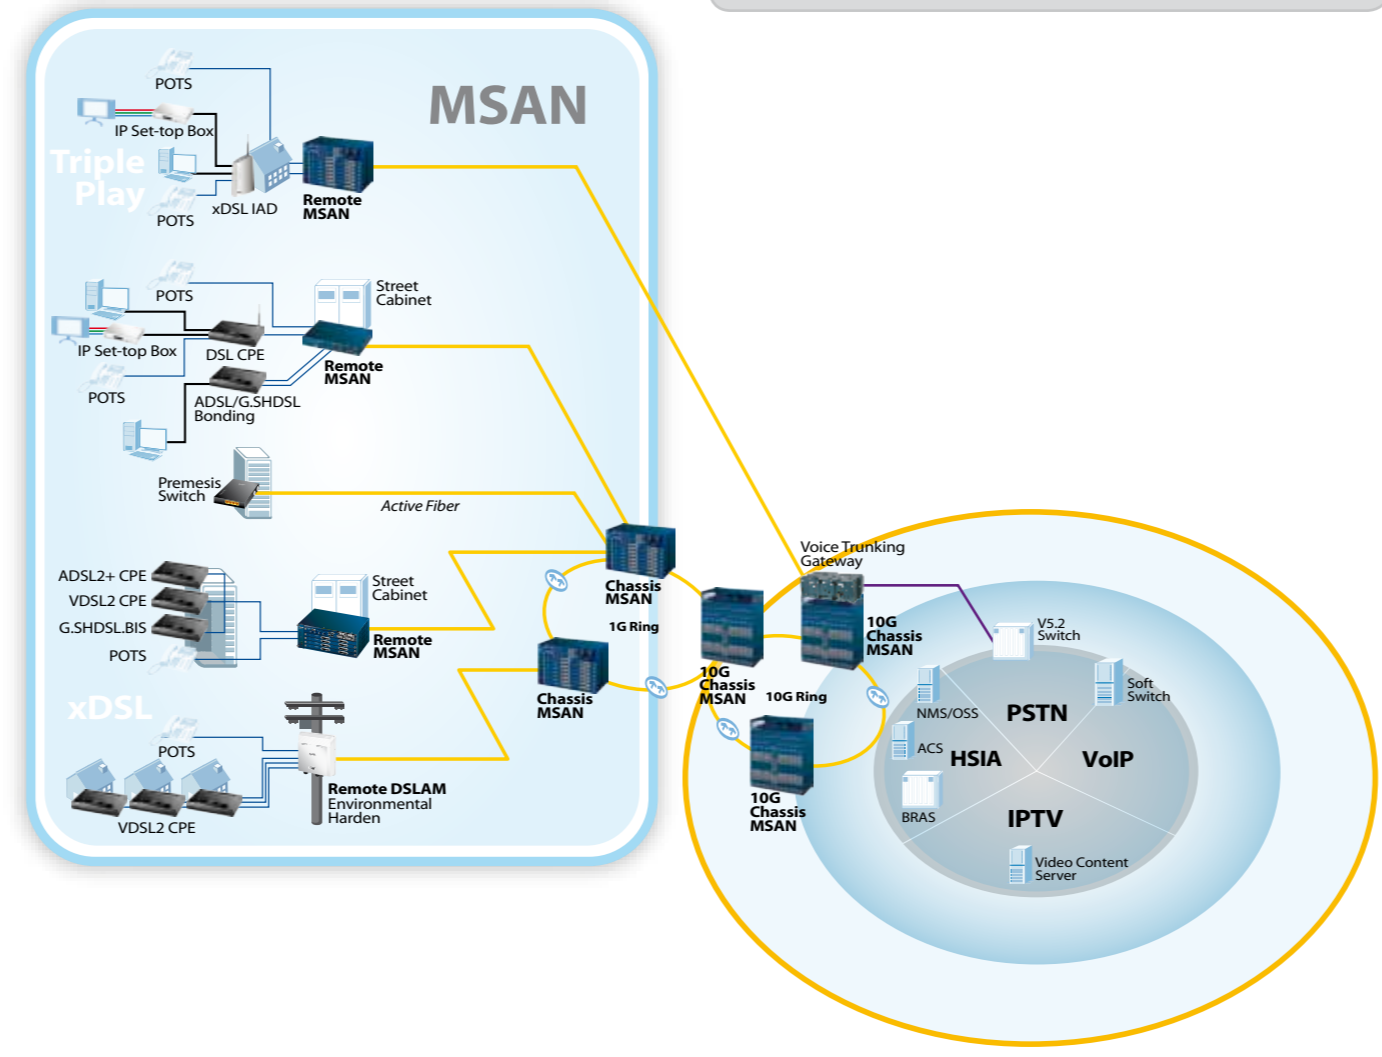 MSAN
POTS
IP Set-top Box
Triple
Play
POTS
xDSL IAD
Remote
MSAN
POTS
Street
Cabinet
IP Set-top Box
DSL CPE
Remote
MSAN
POTS
ADSL/G.SHDSL
Bonding
Premesis
Switch
Active Fiber
ADSL2+ CPE
VDSL2 CPE
G.SHDSL.BIS
POTS
Street
Cabinet
Remote
MSAN
xDSL
POTS
VDSL2 CPE
Remote DSLAM
Environmental
Harden
Chassis
MSAN
1G Ring
Chassis
MSAN
10G
Chassis
MSAN
10G Ring
10G
Chassis
MSAN
Voice Trunking
Gateway
10G
Chassis
MSAN
V5.2
Switch
Soft
Switch
NMS/OSS
PSTN
ACS
HSIA
VoIP
BRAS
IPTV
Video Content
Server